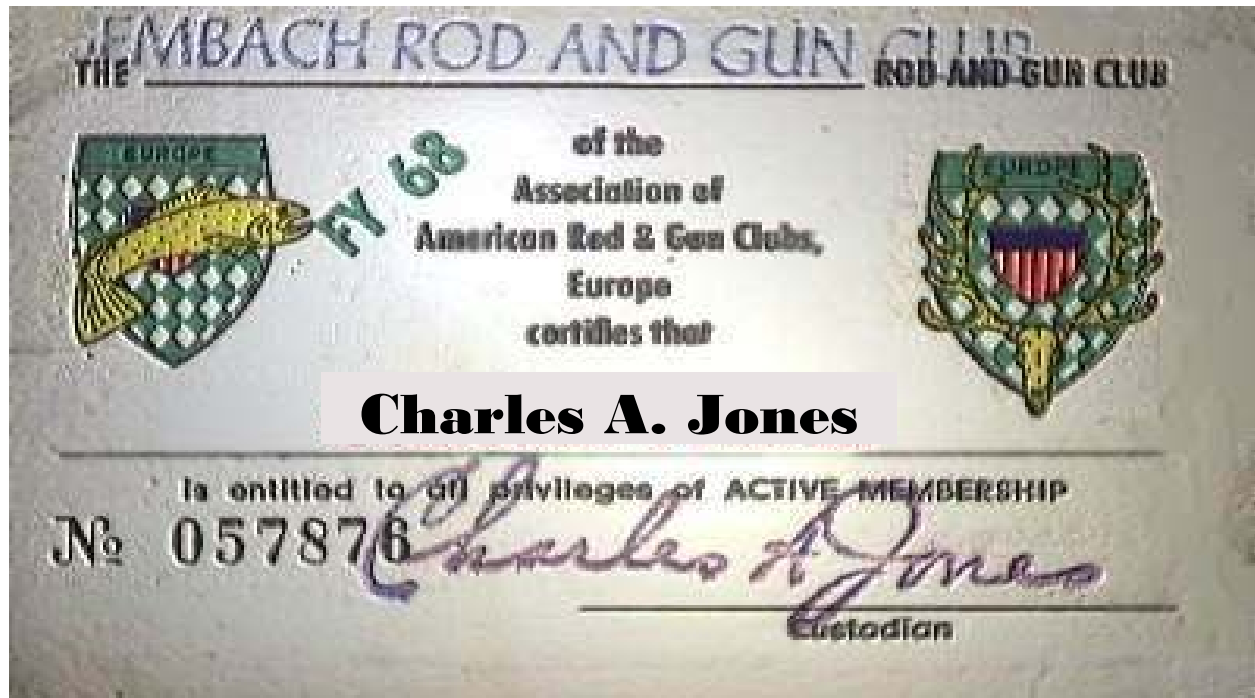 THE EMBACH ROD AND GUN CLUB ROD AND GUN CLUB
EUROPE
FY 68
of the
Association of
American Rod & Gun Clubs,
Europe
certifies that
EUROPE
Charles A. Jones
is entitled to all privileges of ACTIVE MEMBERSHIP
№ 057876
Charles A Jones
Custodian